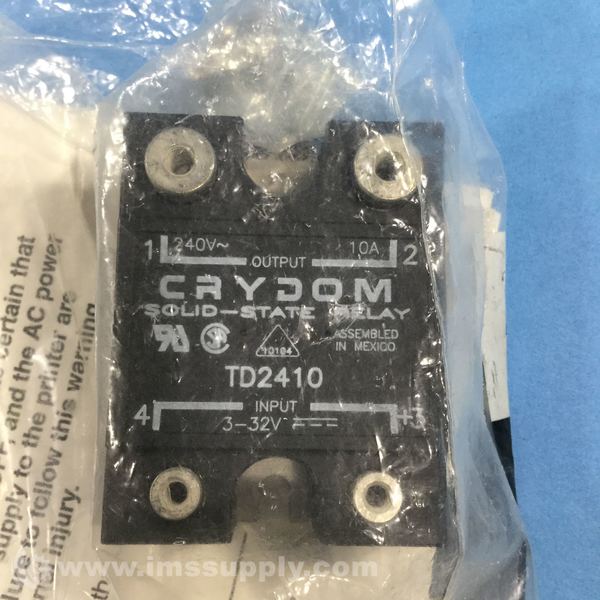 1 240V~ OUTPUT 10A 2
CRYDOM
SOLID-STATE RELAY
ASSEMBLED
IN MEXICO
10184
TD2410
4 INPUT +3
3-32V
certain that
and the AC power
supply to the printer are
to follow this warning
injury.
© www.imssupply.com